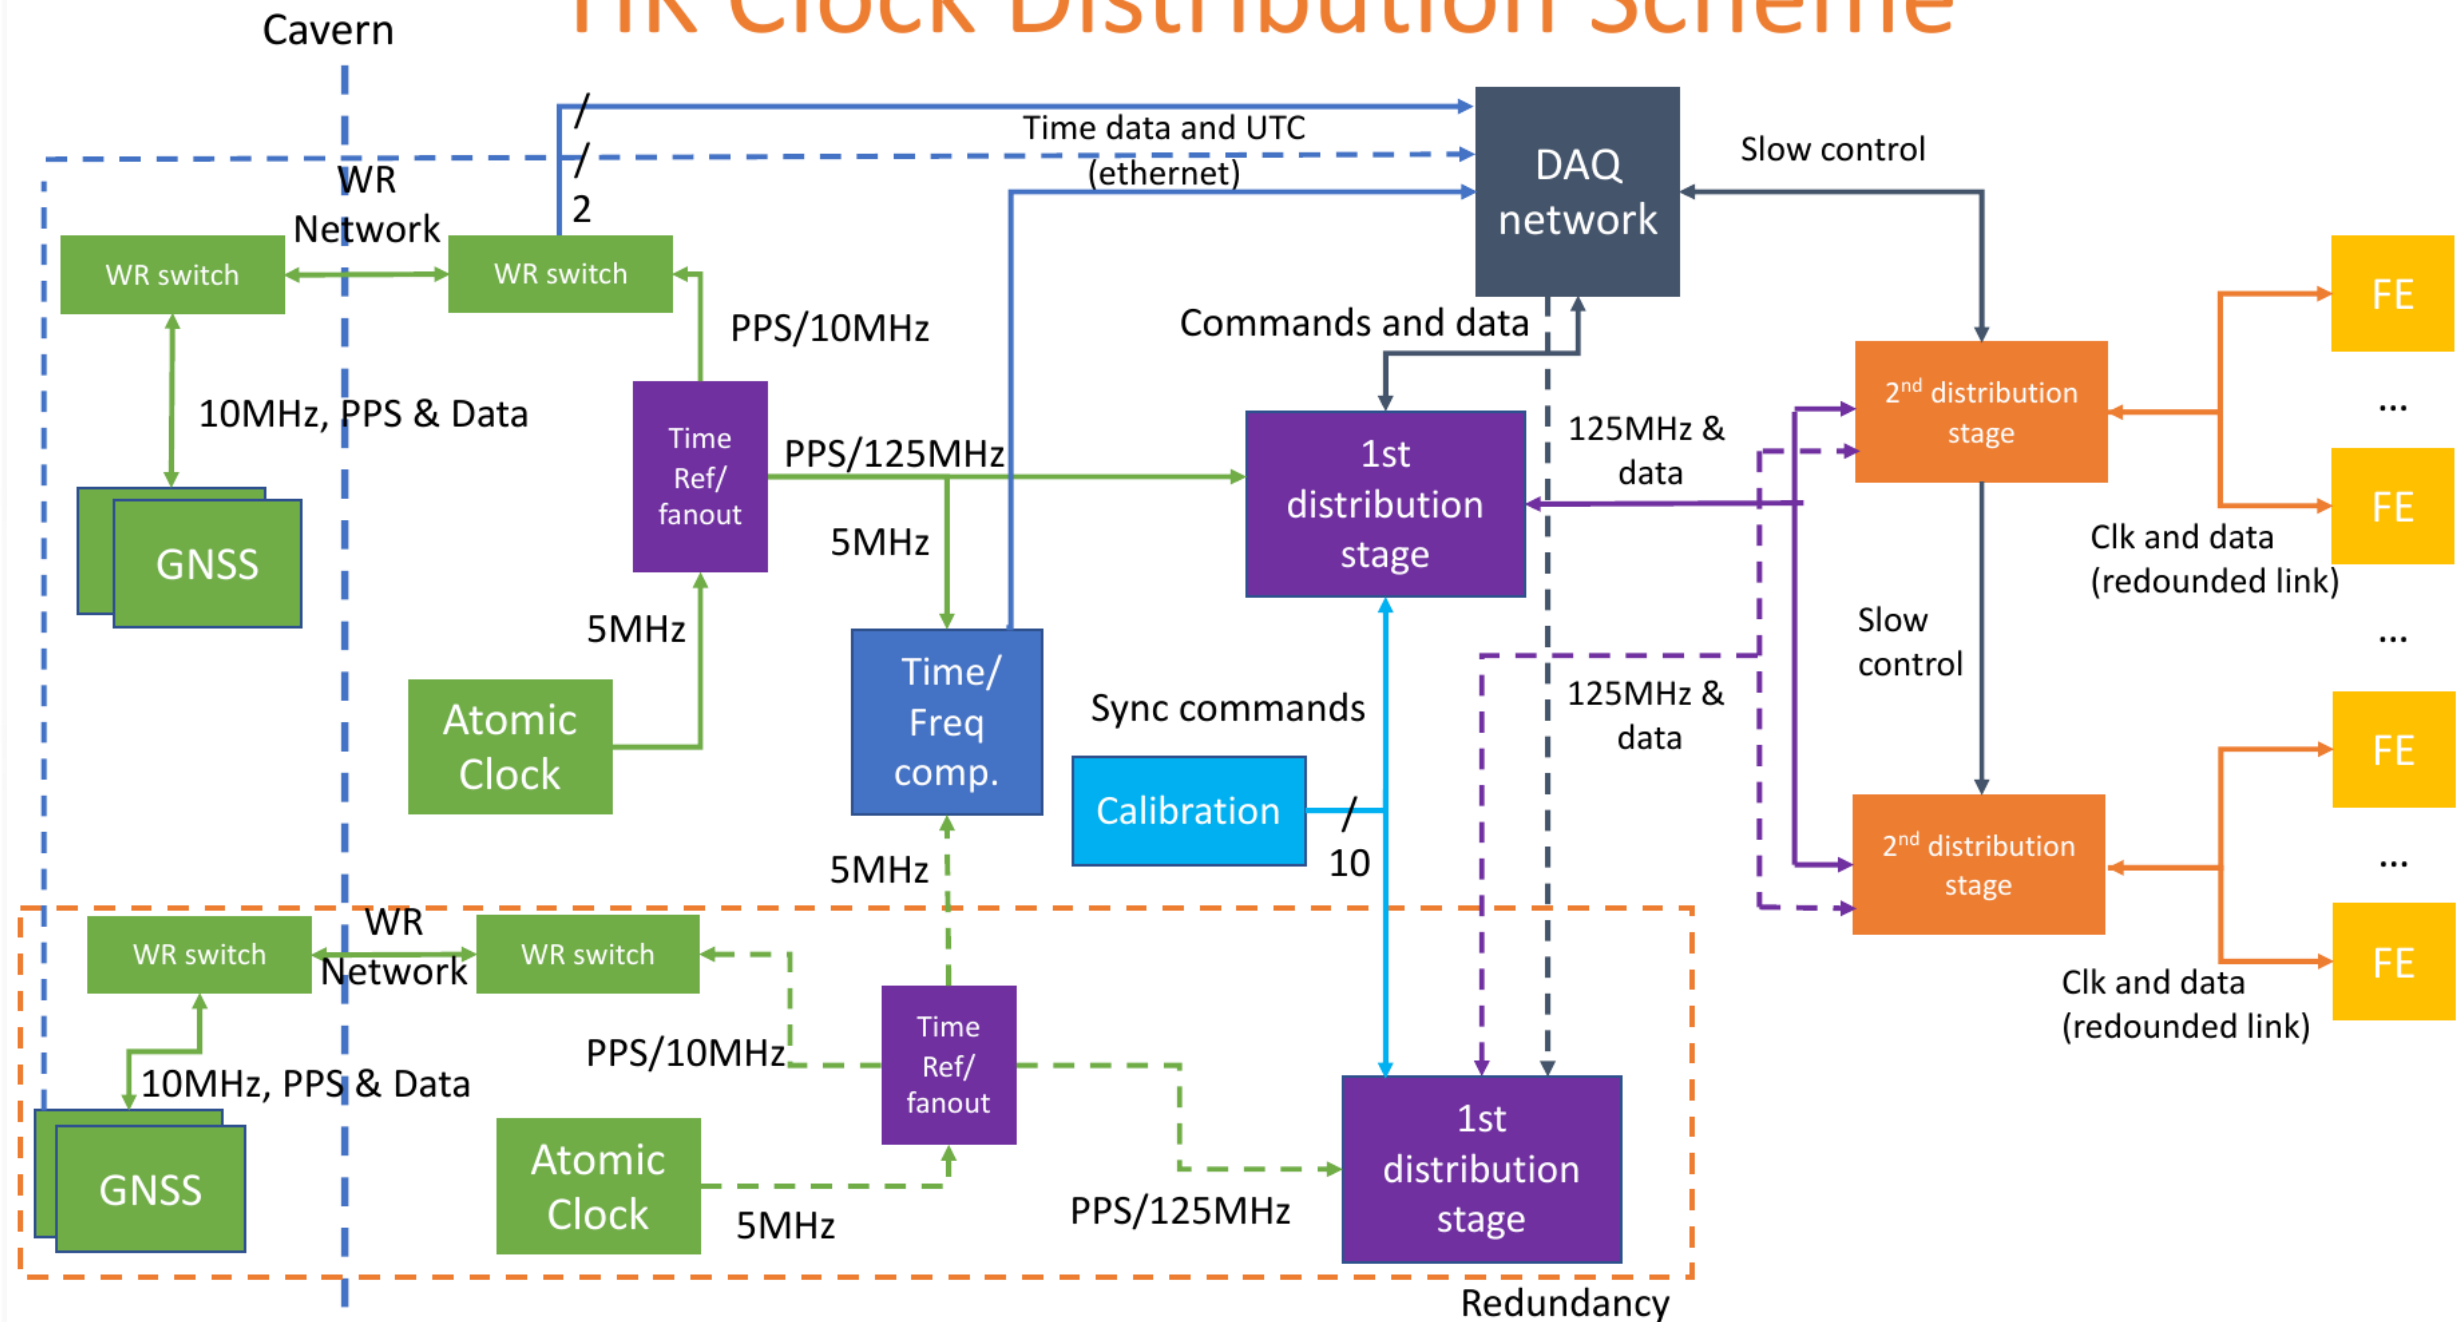 HK Clock Distribution Scheme
Cavern
Time data and UTC
(ethernet)
DAQ
network
Slow control
WR
Network
2
WR switch
WR switch
PPS/10MHz
Commands and data
FE
10MHz, PPS & Data
Time
Ref/
fanout
PPS/125MHz
1st
distribution
stage
125MHz &
data
2nd distribution
stage
...
FE
GNSS
5MHz
5MHz
Clk and data
(redounded link)
Slow
control
...
Atomic
Clock
Time/
Freq
comp.
Sync commands
125MHz &
data
FE
Calibration
10
5MHz
2nd distribution
stage
...
WR
Network
WR switch
WR switch
FE
Clk and data
(redounded link)
PPS/10MHz
Time
Ref/
fanout
10MHz, PPS & Data
GNSS
Atomic
Clock
5MHz
PPS/125MHz
1st
distribution
stage
Redundancy